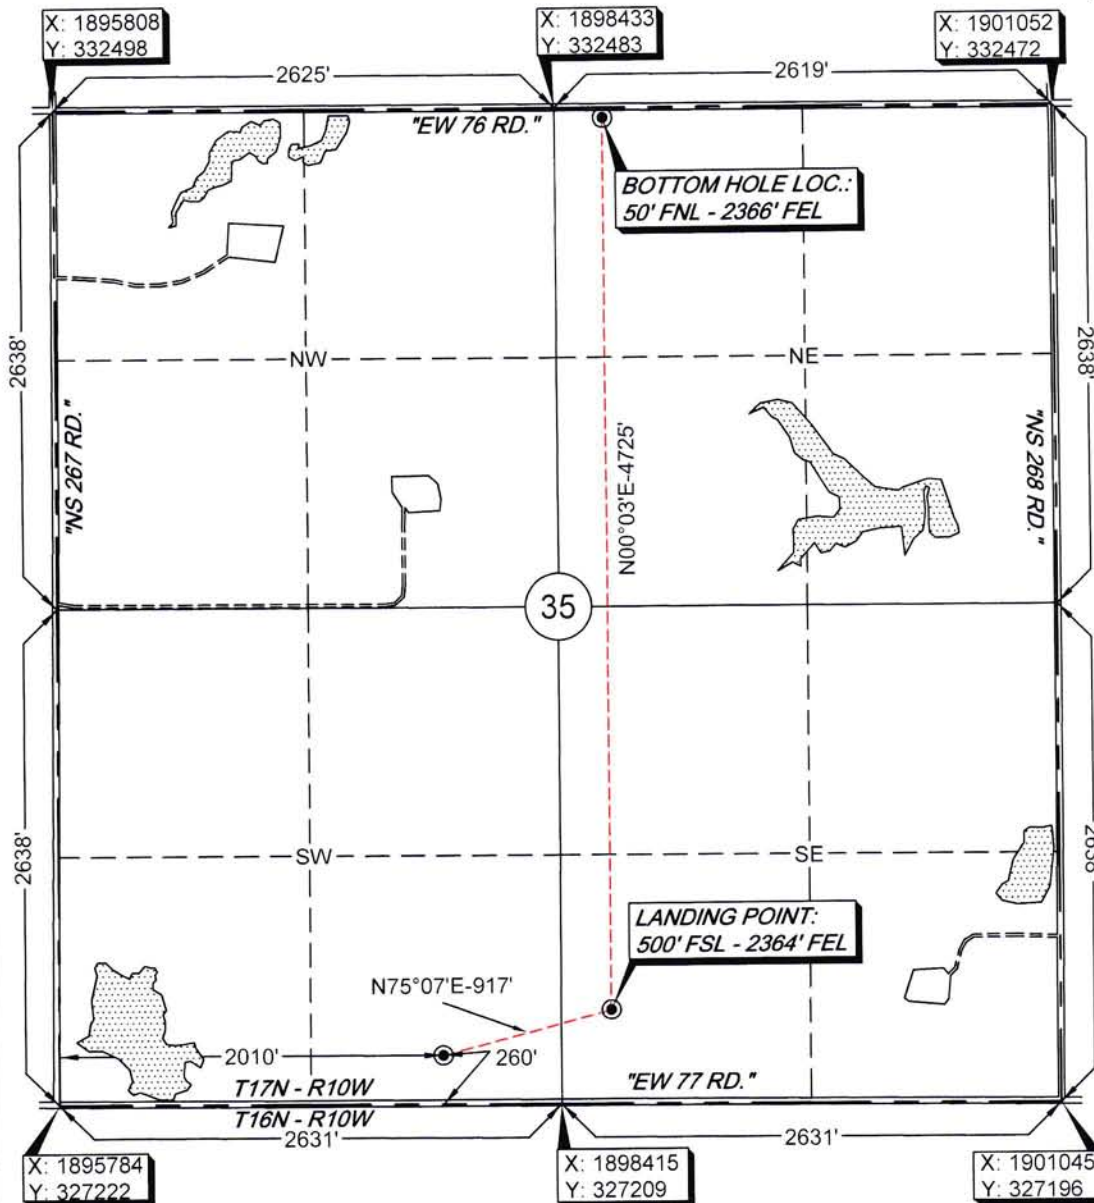 X: 1895808
Y: 332498
X: 1898433
Y: 332483
X: 1901052
Y: 332472
2625'
2619'
"EW 76 RD."
BOTTOM HOLE LOC.:
50' FNL - 2366' FEL
2638'
NW
NE
2638'
"NS 267 RD."
N00°03'E-4725'
"NS 268 RD."
35
2638'
SW
SE
2638'
LANDING POINT:
500' FSL - 2364' FEL
N75°07'E-917'
2010'
260'
T17N - R10W
"EW 77 RD."
T16N - R10W
2631'
2631'
X: 1895784
Y: 327222
X: 1898415
Y: 327209
X: 1901045
Y: 327196